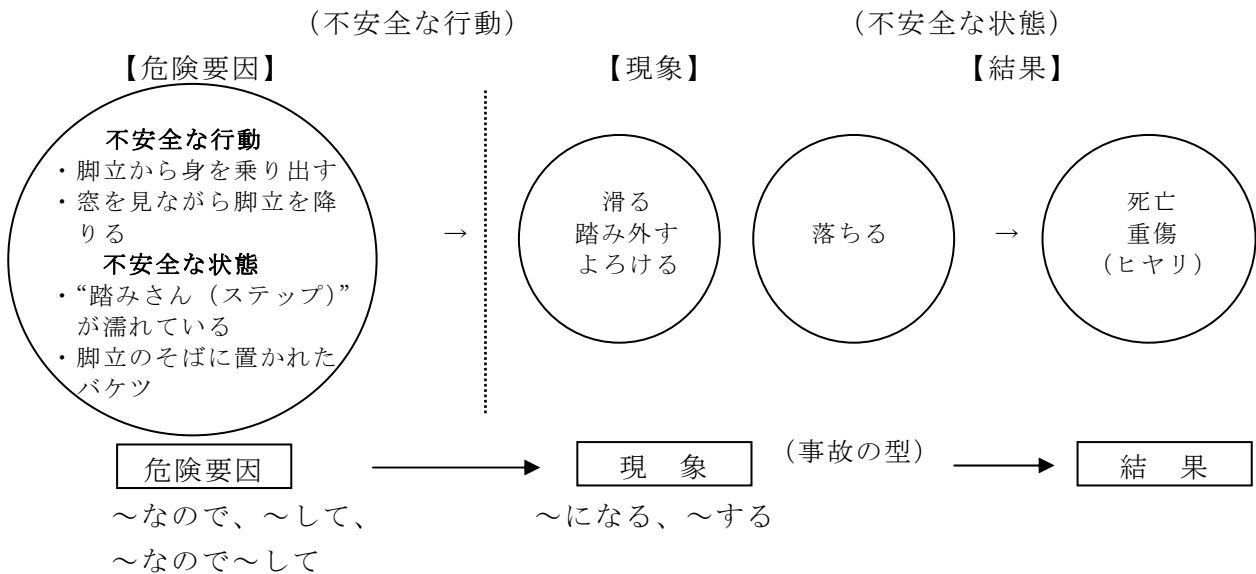 （不安全な行動）
（不安全な状態）
【危険要因】
【現象】
【結果】
不安全な行動
・脚立から身を乗り出す
・窓を見ながら脚立を降
りる
不安全な状態
・“踏みさん（ステップ）”
が濡れている
・脚立のそばに置かれた
バケツ
→
滑る
踏み外す
よろける
落ちる
→
死亡
重傷
（ヒヤリ）
危険要因
現　象
（事故の型）
結　果
～なので、～して、
～なので～して
～になる、～する